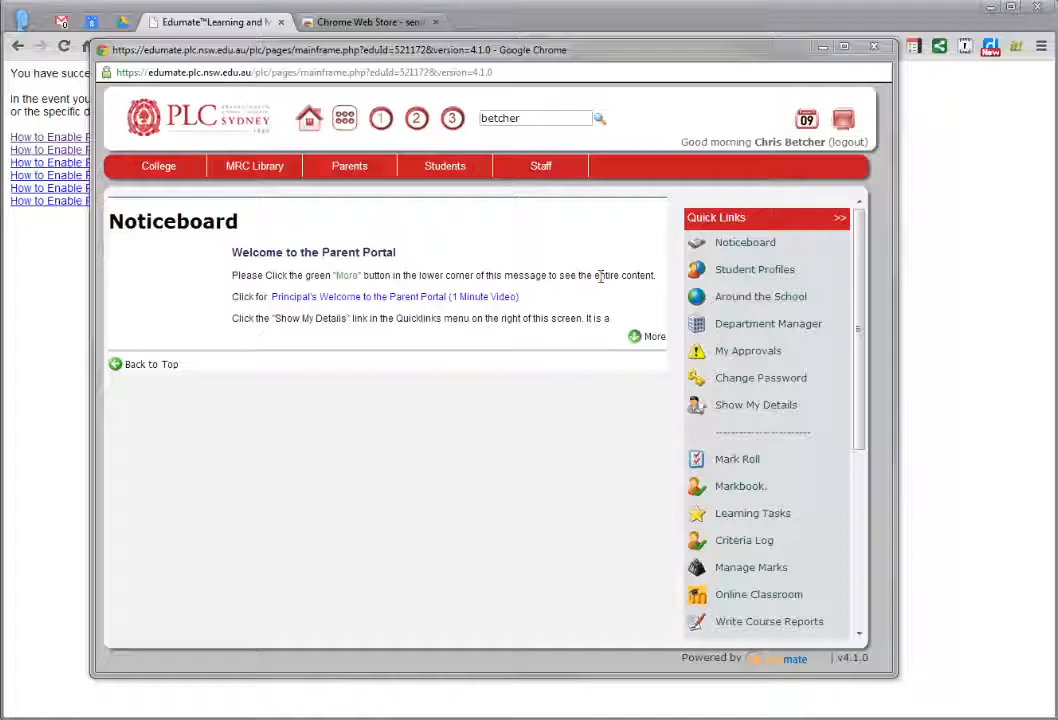 Edumate™Learning and M
Chrome Web Store - sen
https://edumate.plc.nsw.edu.au/plc/pages/mainframe.php?eduId=521172&version=4.1.0 - Google Chrome
https://edumate.plc.nsw.edu.au/plc/pages/mainframe.php?eduId=521172&version=4.1.0
New
You have succe
In the event you
or the specific d
How to Enable P
How to Enable P
How to Enable P
How to Enable P
How to Enable P
How to Enable P
PLC
SYDNEY
1
2
3
betcher
09
Good morning Chris Betcher (logout)
College
MRC Library
Parents
Students
Staff
Noticeboard
Welcome to the Parent Portal
Please Click the green "More" button in the lower corner of this message to see the entire content.
Click for: Principal's Welcome to the Parent Portal (1 Minute Video)
Click the "Show My Details" link in the Quicklinks menu on the right of this screen. It is a
More
Back to Top
Quick Links >>
Noticeboard
Student Profiles
Around the School
Department Manager
My Approvals
Change Password
Show My Details
--------------------
Mark Roll
Markbook.
Learning Tasks
Criteria Log
Manage Marks
Online Classroom
Write Course Reports
Powered by
mate
| v4.1.0